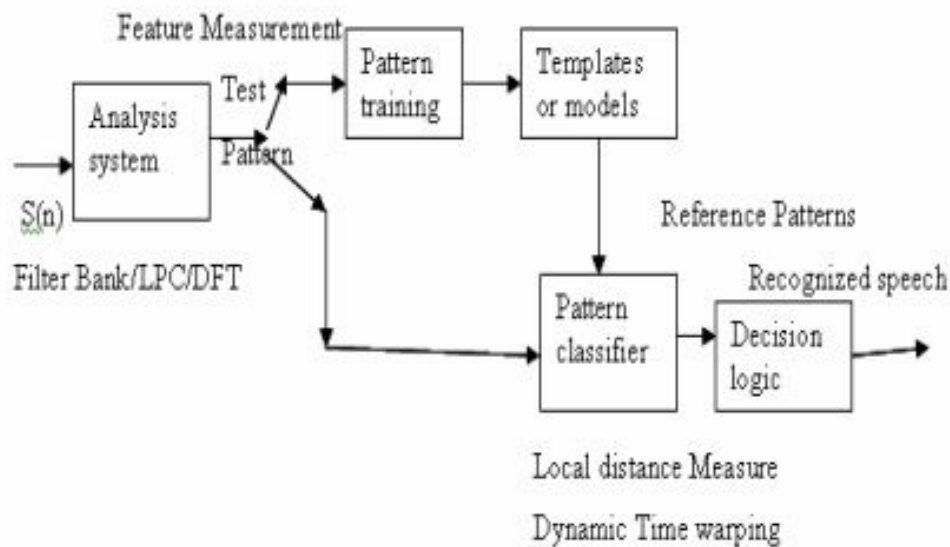 Feature Measurement
Pattern
training
Templates
or models
Test
Pattern
Analysis
system
S(n)
Filter Bank/LPC/DFT
Reference Patterns
Recognized speech
Pattern
classifier
Decision
logic
Local distance Measure
Dynamic Time warping